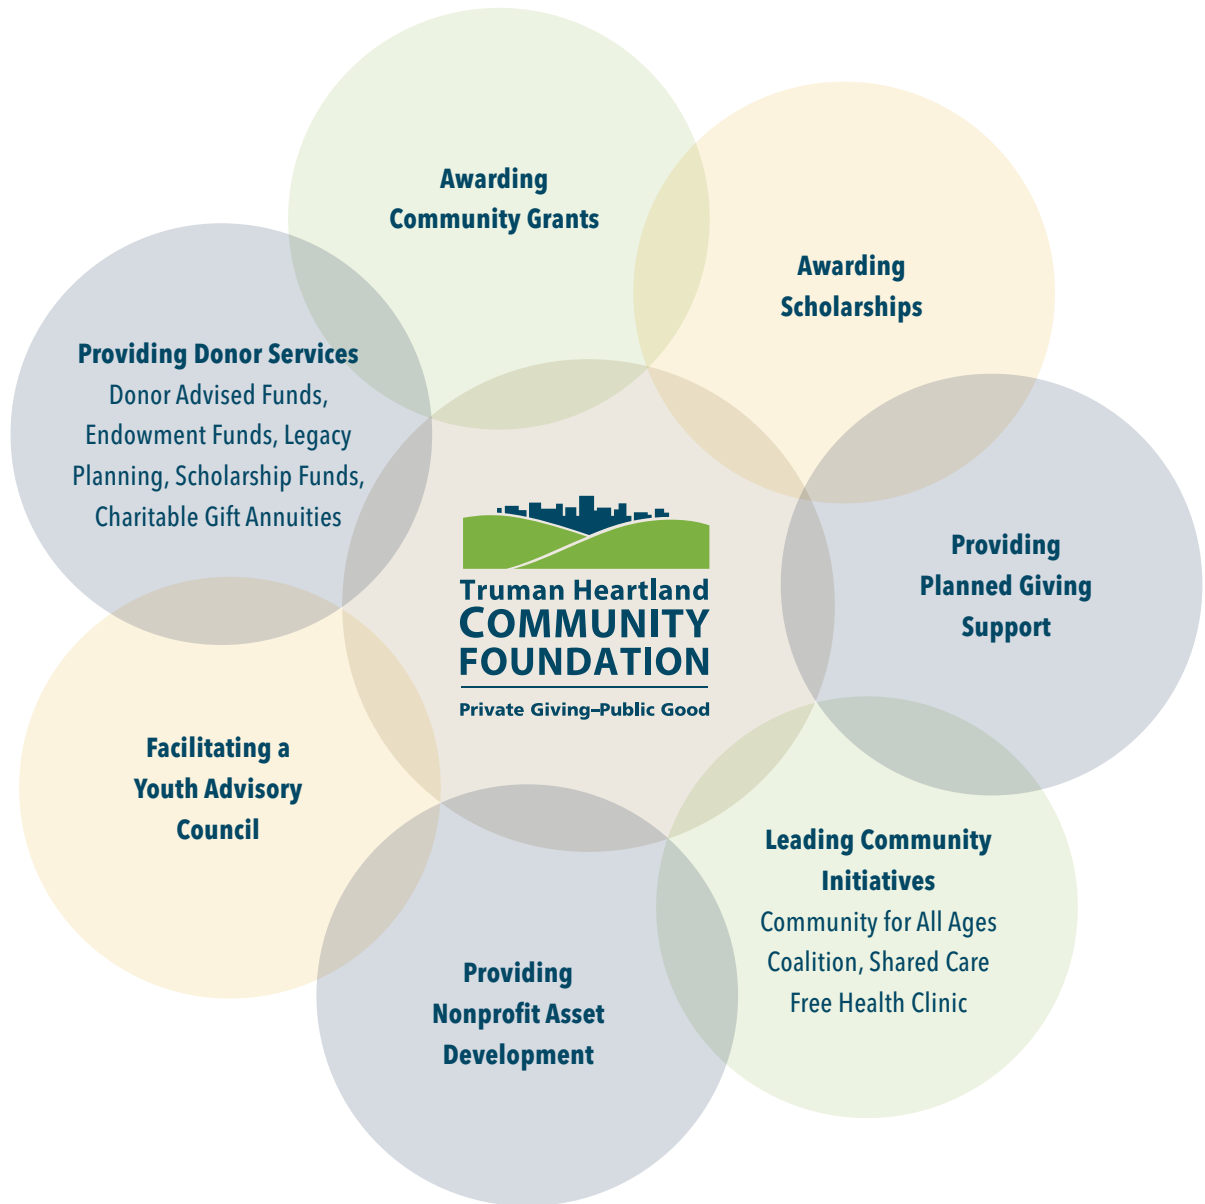 Awarding
Community Grants
Awarding
Scholarships
Providing Donor Services
Donor Advised Funds,
Endowment Funds, Legacy
Planning, Scholarship Funds,
Charitable Gift Annuities
Truman Heartland
COMMUNITY
FOUNDATION
Private Giving–Public Good
Providing
Planned Giving
Support
Facilitating a
Youth Advisory
Council
Leading Community
Initiatives
Community for All Ages
Coalition, Shared Care
Free Health Clinic
Providing
Nonprofit Asset
Development